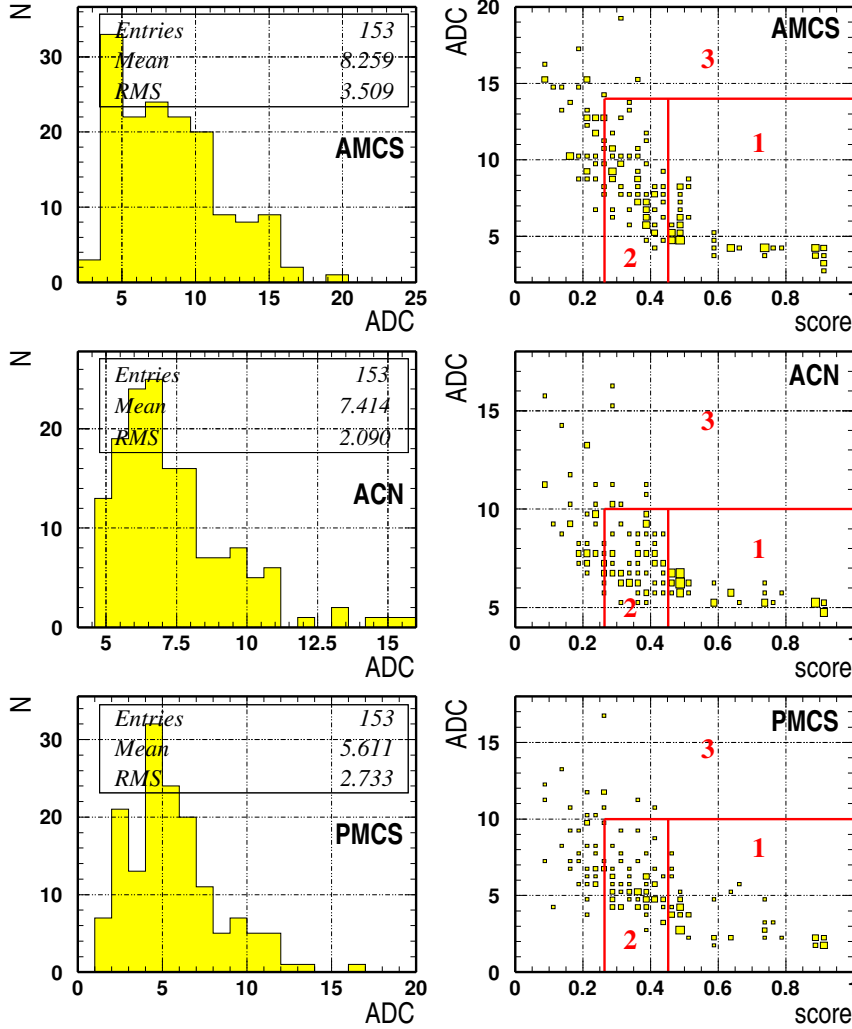 N
30
20
10
0
5
10
15
20
25
ADC
Entries 153
Mean 8.259
RMS 3.509
AMCS
ADC
20
15
10
5
0
0.2
0.4
0.6
0.8
1
score
AMCS
3
1
2
N
20
10
0
5
7.5
10
12.5
15
ADC
Entries 153
Mean 7.414
RMS 2.090
ACN
ADC
15
10
5
0
0.2
0.4
0.6
0.8
1
score
ACN
3
1
2
N
30
20
10
0
0
5
10
15
20
ADC
Entries 153
Mean 5.611
RMS 2.733
PMCS
ADC
15
10
5
0
0
0.2
0.4
0.6
0.8
1
score
PMCS
3
1
2